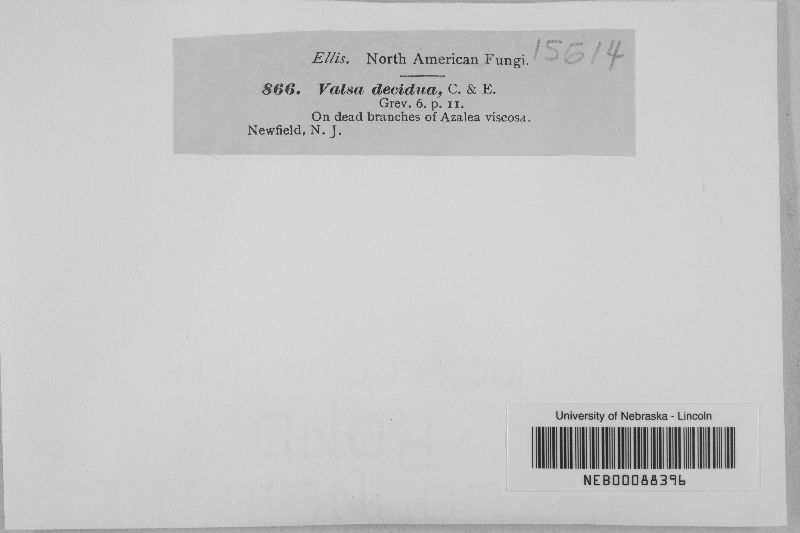 Ellis. North American Fungi. 15614
866. Valsa decidua, C. & E.
Grev. 6. p. 11.
On dead branches of Azalea viscosa.
Newfield, N. J.
University of Nebraska - Lincoln
NEB00088396